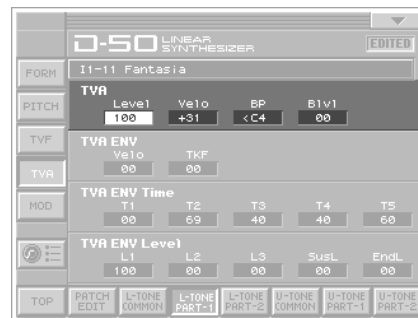 D-50 LINEAR SYNTHESIZER EDITED
FORM I1-11 Fantasia
TVA
PITCH Level Velo BP Blvl
100 +31 <C4 00
TVF TVA ENV
Velo TKF
TVA 00 00
TVA ENV Time
MOD T1 T2 T3 T4 T5
00 69 40 40 60
TVA ENV Level
L1 L2 L3 SusL EndL
100 00 00 00 00
TOP PATCH EDIT L-TONE COMMON L-TONE PART-1 L-TONE PART-2 U-TONE COMMON U-TONE PART-1 U-TONE PART-2